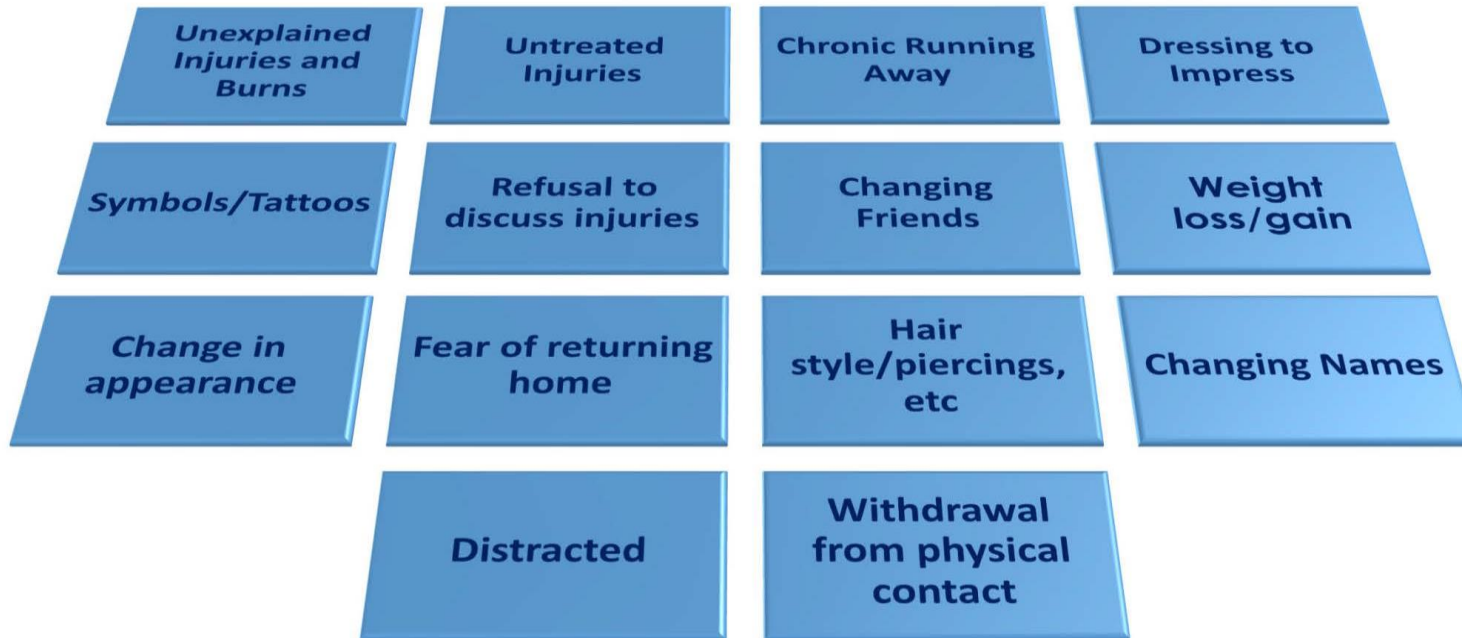 Unexplained
Injuries and
Burns
Untreated
Injuries
Chronic Running
Away
Dressing to
Impress
Symbols/Tattoos
Refusal to
discuss injuries
Changing
Friends
Weight
loss/gain
Change in
appearance
Fear of returning
home
Hair
style/piercings,
etc
Changing Names
Distracted
Withdrawal
from physical
contact